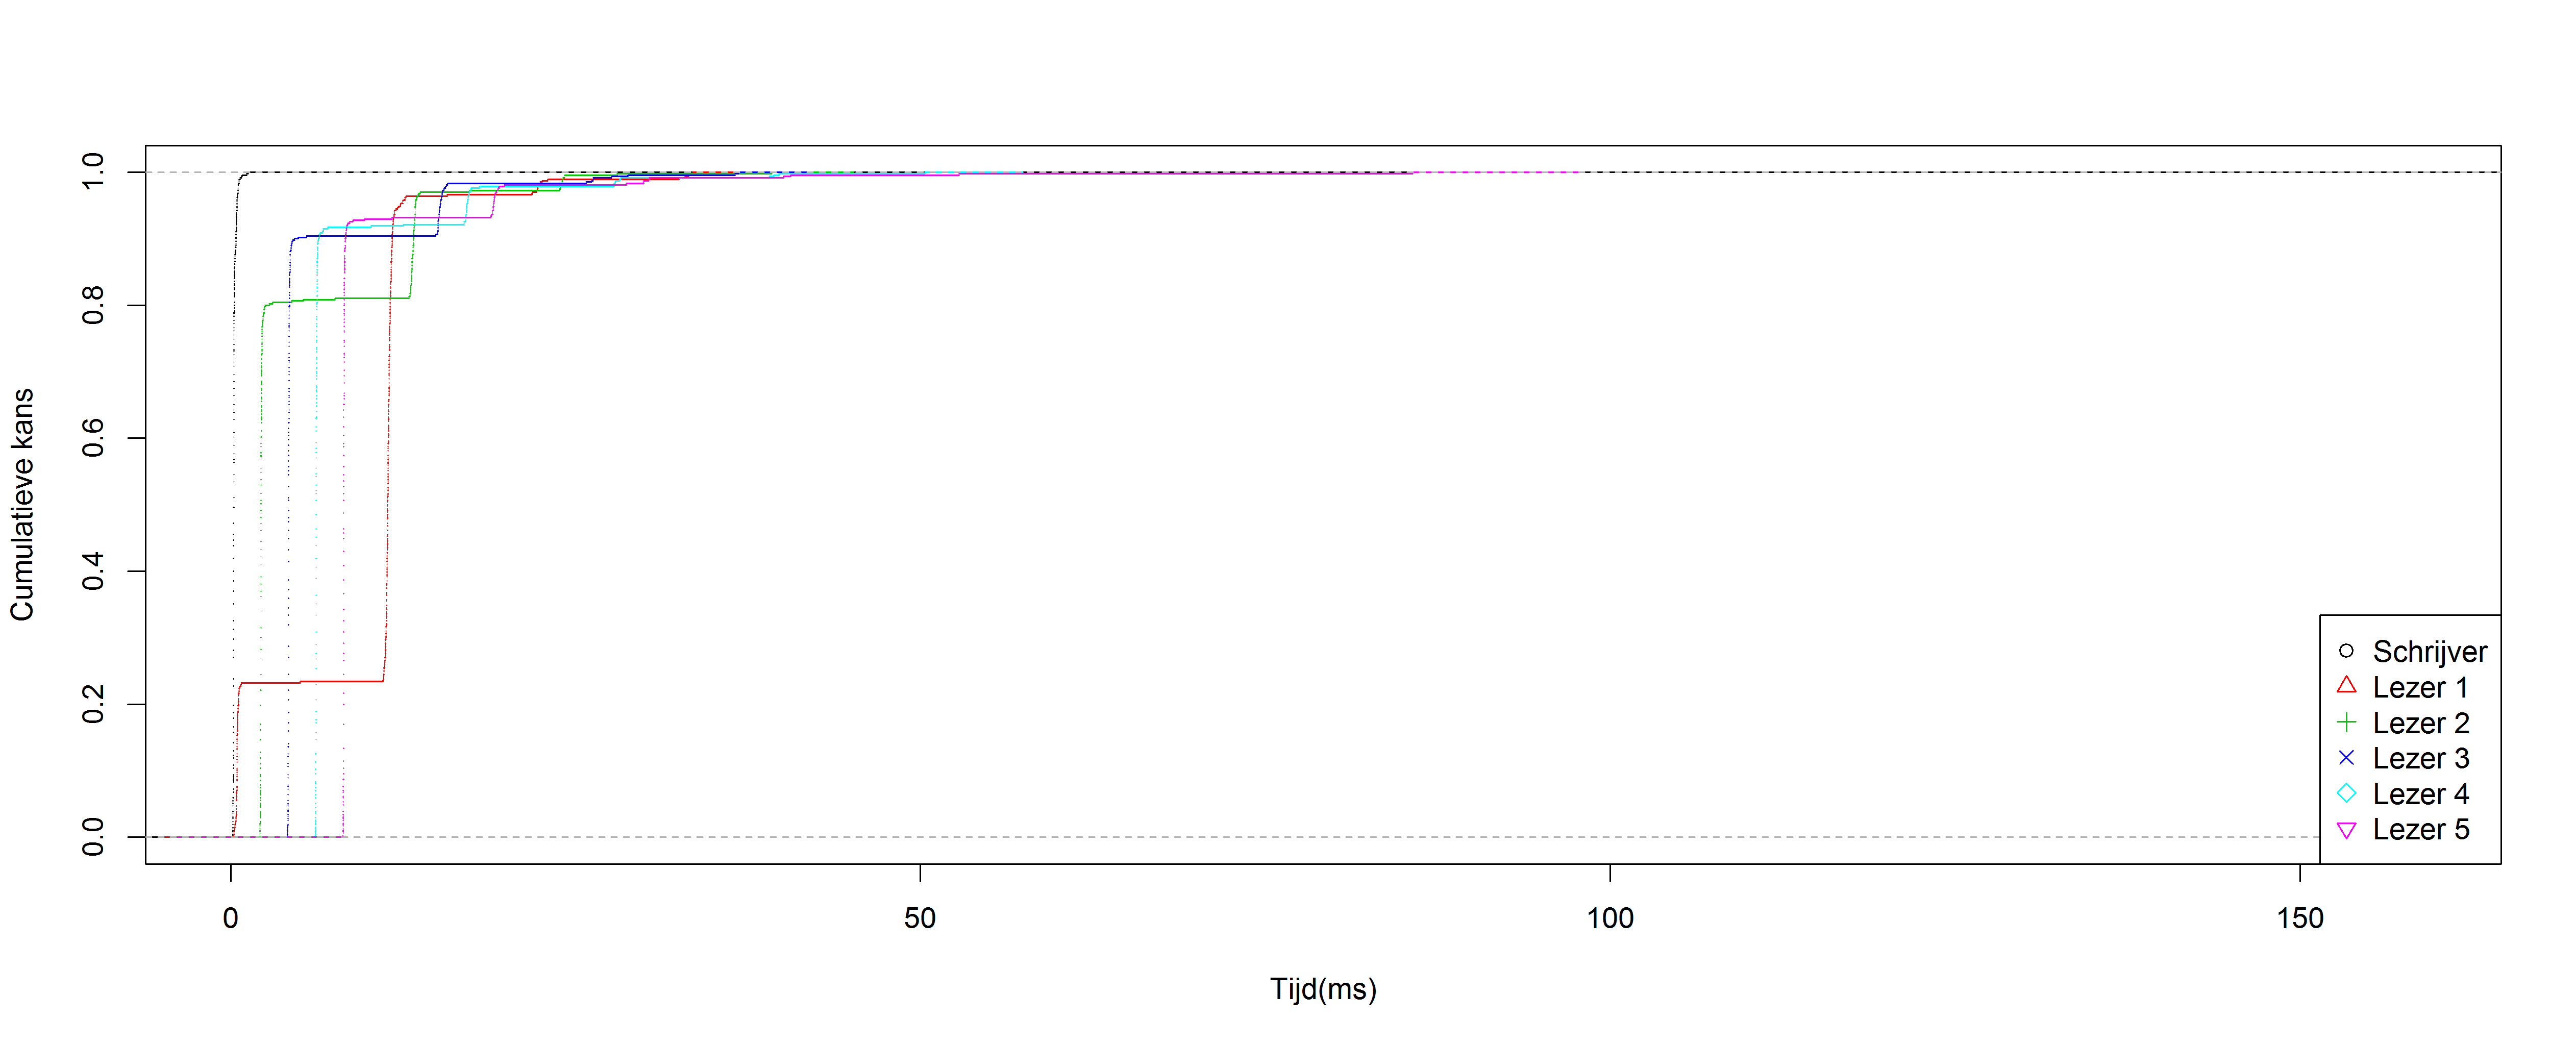 Cumulatieve kans
1.0
0.8
0.6
0.4
0.2
0.0
0
50
100
150
Tijd(ms)
Schrijver
Lezer 1
Lezer 2
Lezer 3
Lezer 4
Lezer 5